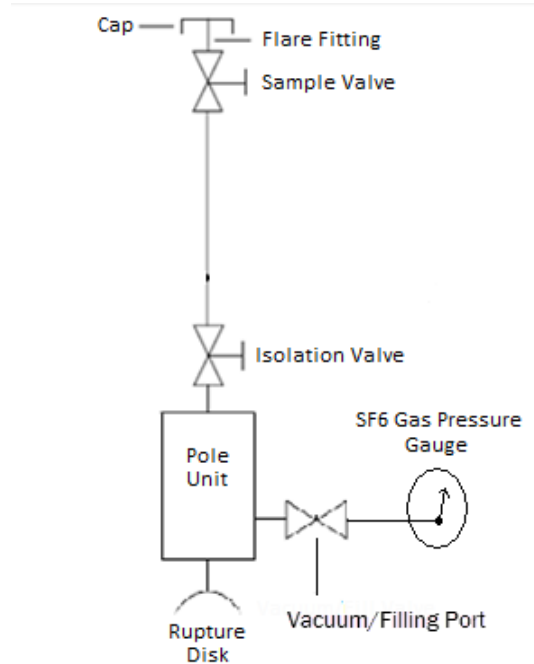 Cap
Flare Fitting
Sample Valve
Isolation Valve
SF6 Gas Pressure
Gauge
Pole
Unit
Vacuum/Filling Port
Rupture
Disk